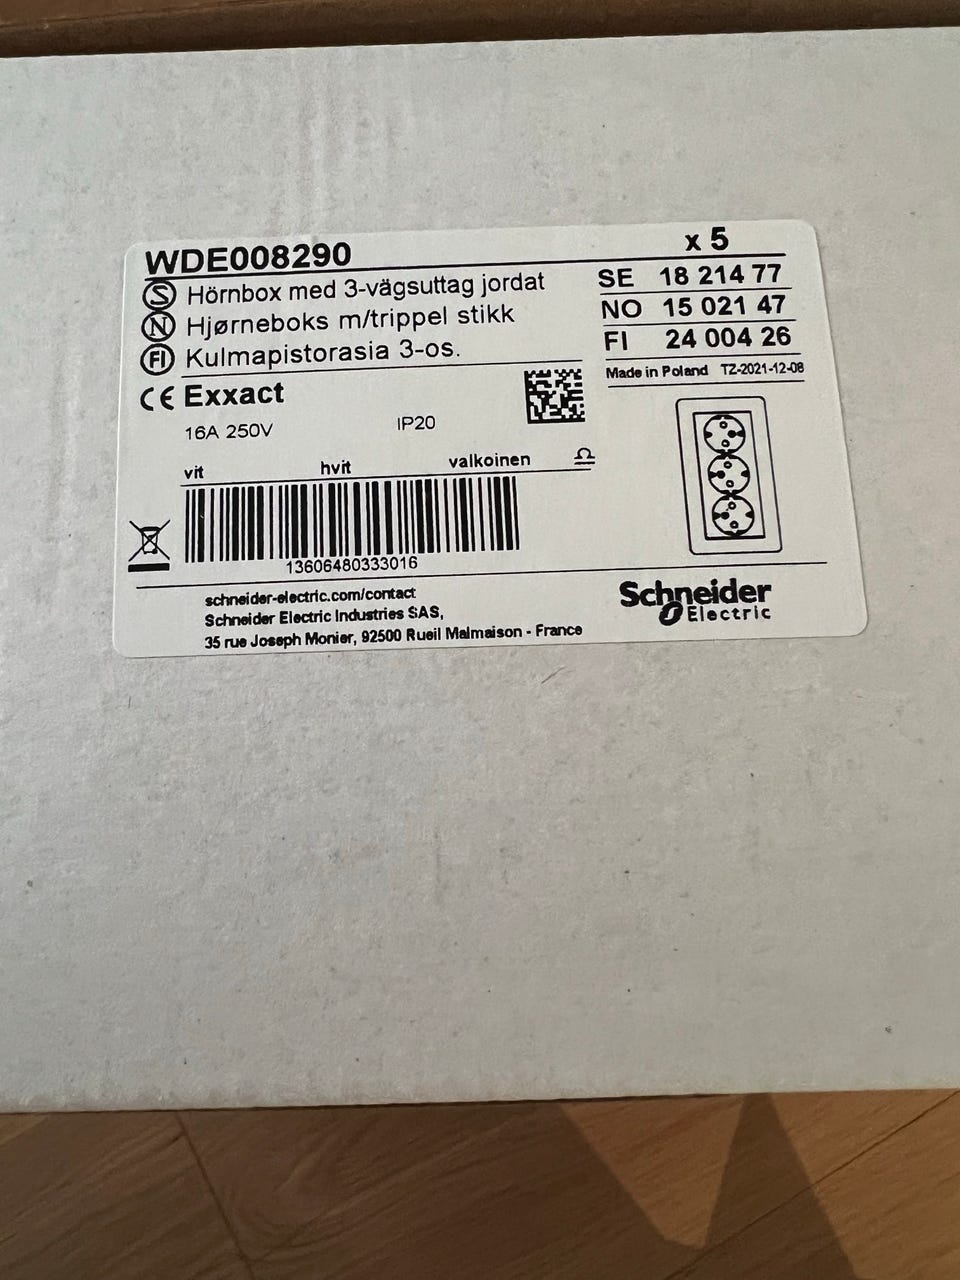 WDE008290
x 5
S Hörnbox med 3-vägsuttag jordat
N Hjørneboks m/trippel stikk
FI Kulmapistorasia 3-os.
SE 18 214 77
NO 15 021 47
FI 24 004 26
Made in Poland TZ-2021-12-08
CE Exxact
16A 250V IP20
vit hvit valkoinen
13606480333016
schneider-electric.com/contact
Schneider Electric Industries SAS,
35 rue Joseph Monier, 92500 Rueil Malmaison - France
Schneider
Electric